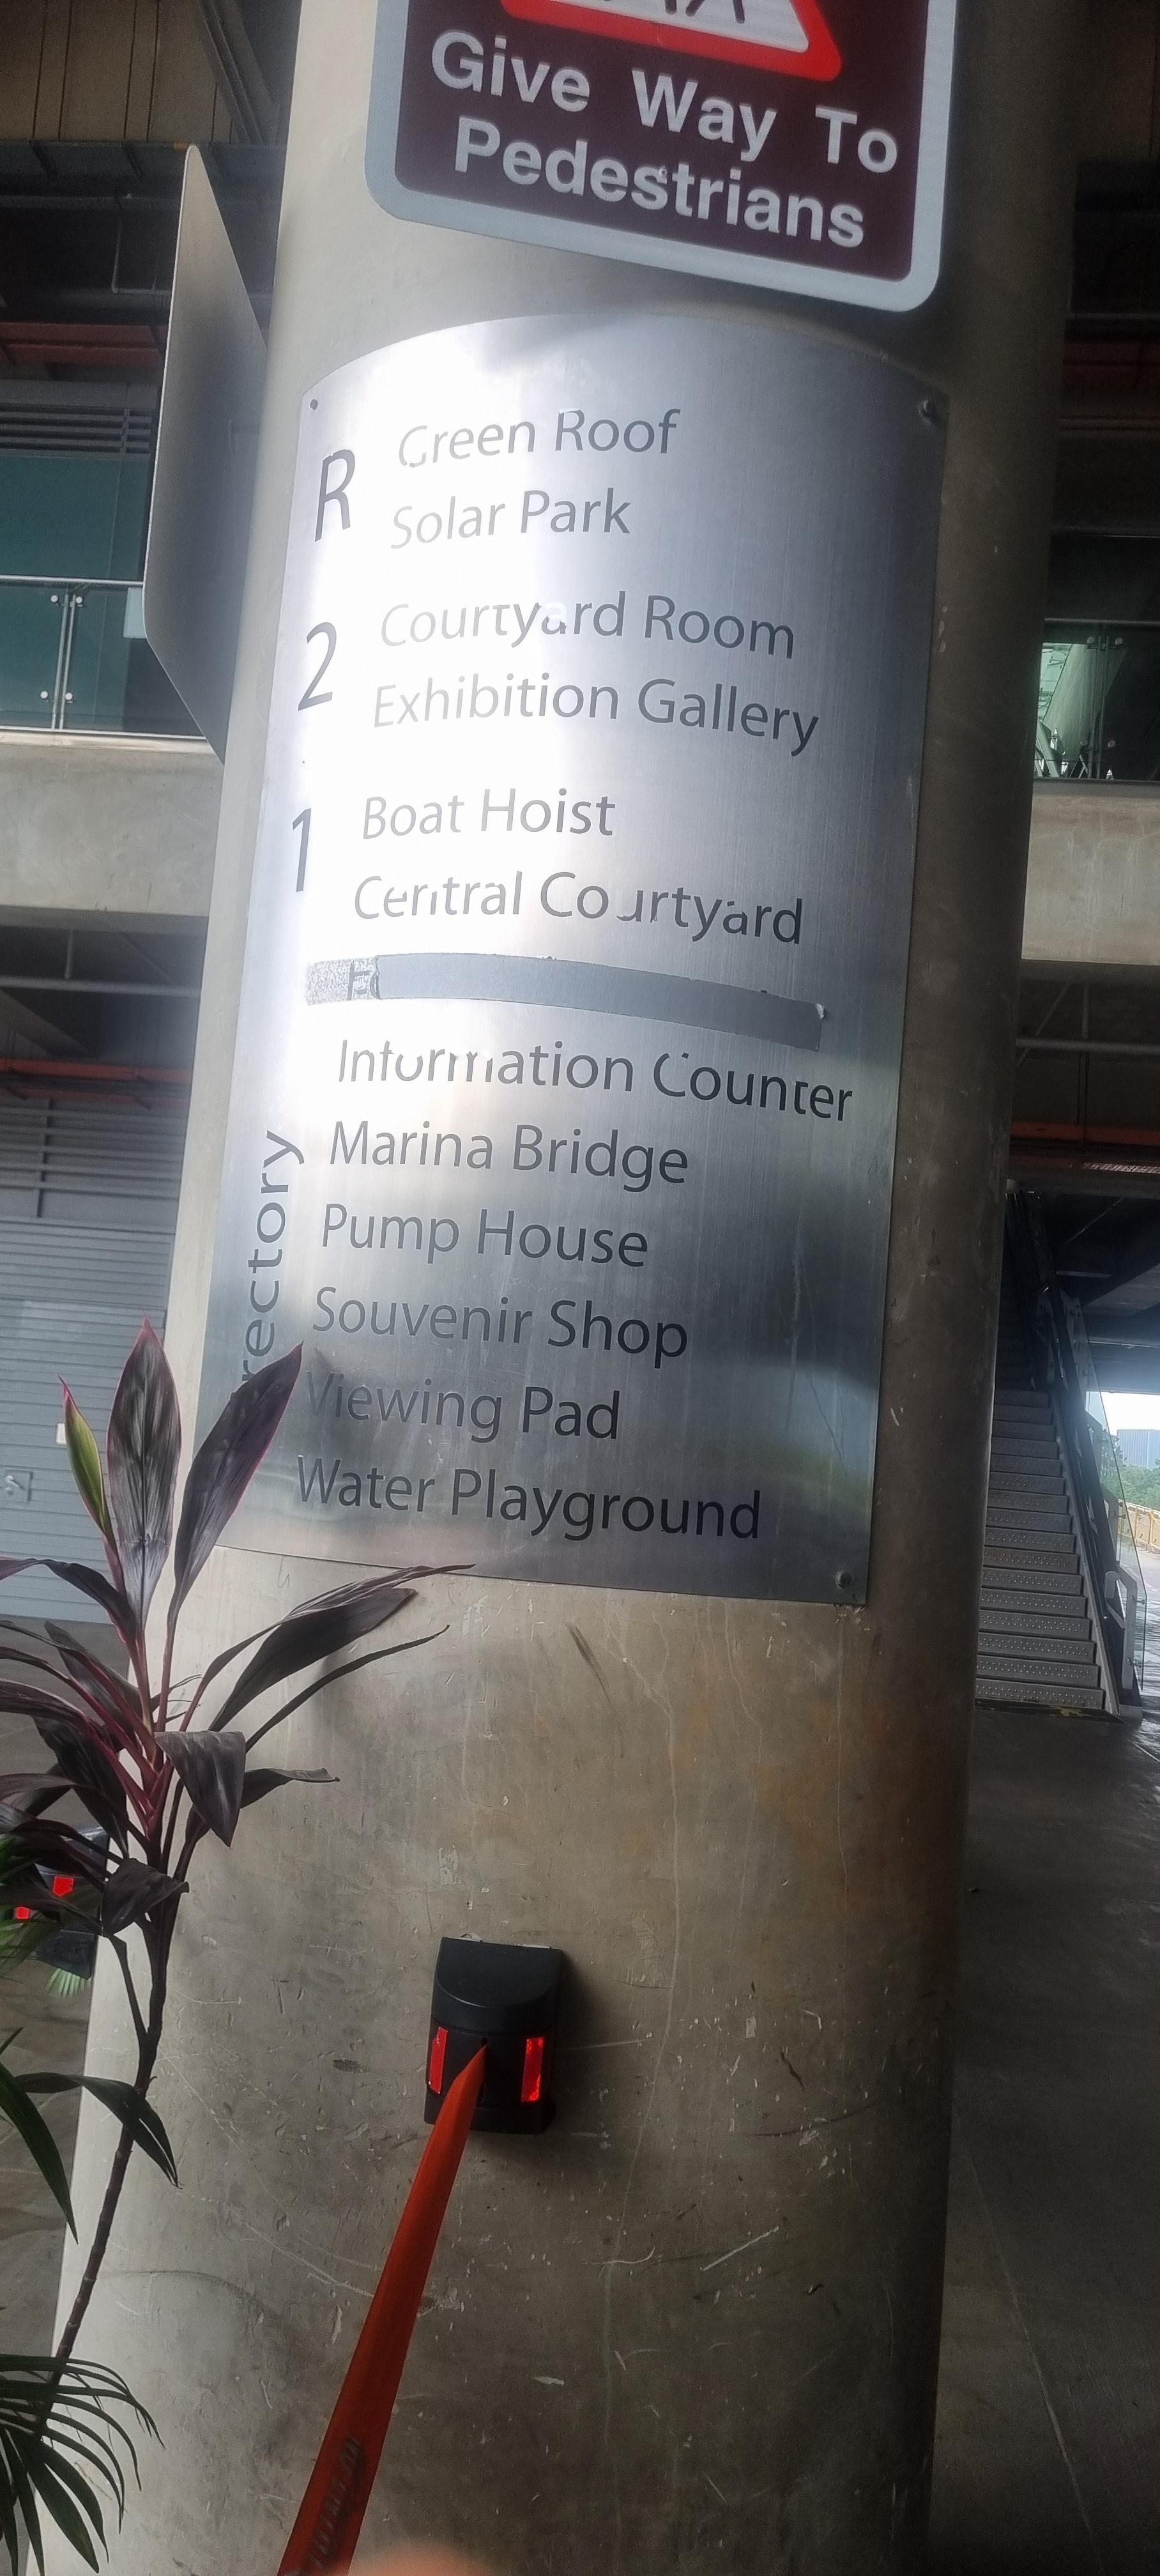 Give Way To
Pedestrians
R
Green Roof
Solar Park
2
Courtyard Room
Exhibition Gallery
1
Boat Hoist
Central Courtyard
Information Counter
Marina Bridge
Pump House
Souvenir Shop
Viewing Pad
Water Playground
rectory